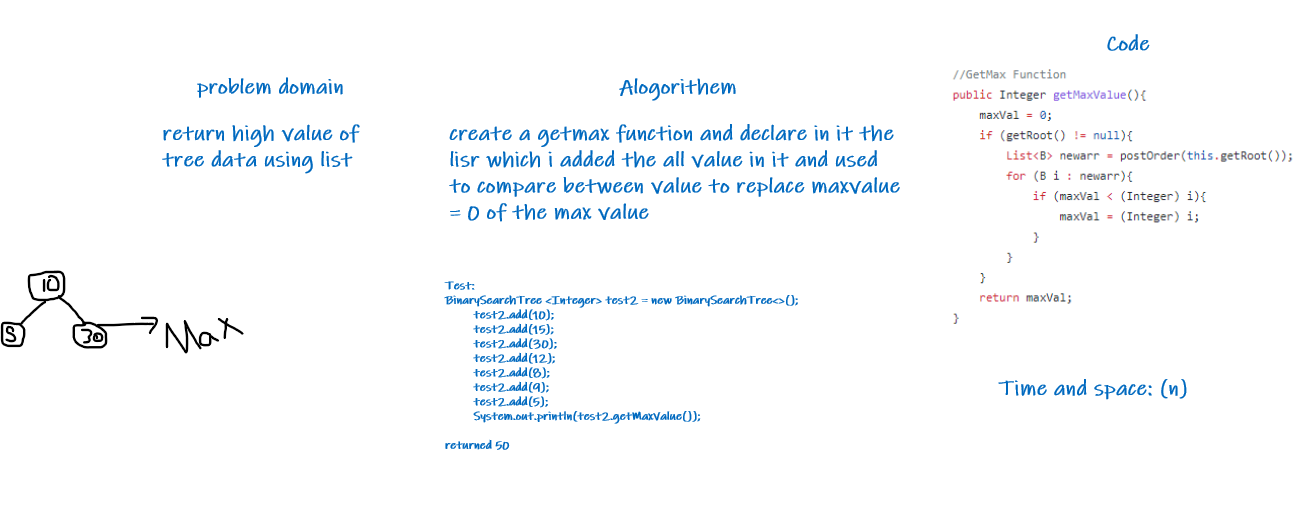 problem domain
return high value of
tree data using list
10
5
30
Max
Alogorithem
create a getmax function and declare in it the
lisr which i added the all value in it and used
to compare between value to replace maxvalue
= 0 of the max value
Test:
BinarySearchTree <Integer> test2 = new BinarySearchTree<>();
test2.add(10);
test2.add(15);
test2.add(30);
test2.add(12);
test2.add(8);
test2.add(9);
test2.add(5);
System.out.println(test2.getMaxValue());
returned 50
Code
//GetMax Function
public Integer getMaxValue(){
maxVal = 0;
if (getRoot() != null){
List<B> newarr = postOrder(this.getRoot());
for (B i : newarr){
if (maxVal < (Integer) i){
maxVal = (Integer) i;
}
}
}
return maxVal;
}
Time and space: (n)